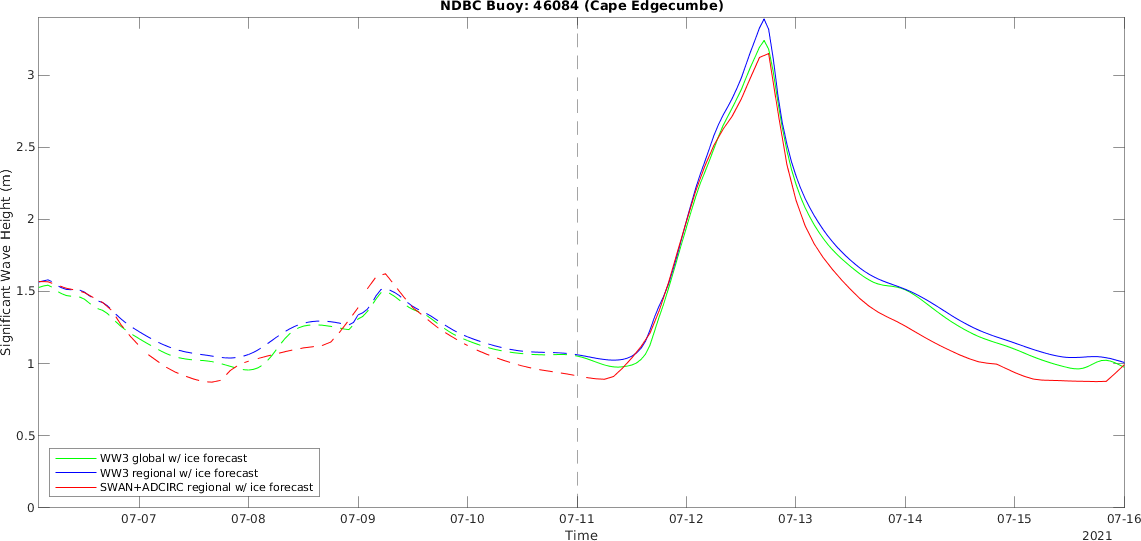 NDBC Buoy: 46084 (Cape Edgecumbe)
Significant Wave Height (m)
3
2.5
2
1.5
1
0.5
0
WW3 global w/ ice forecast
WW3 regional w/ ice forecast
SWAN+ADCIRC regional w/ ice forecast
07-07 07-08 07-09 07-10 07-11 07-12 07-13 07-14 07-15 07-16
Time
2021